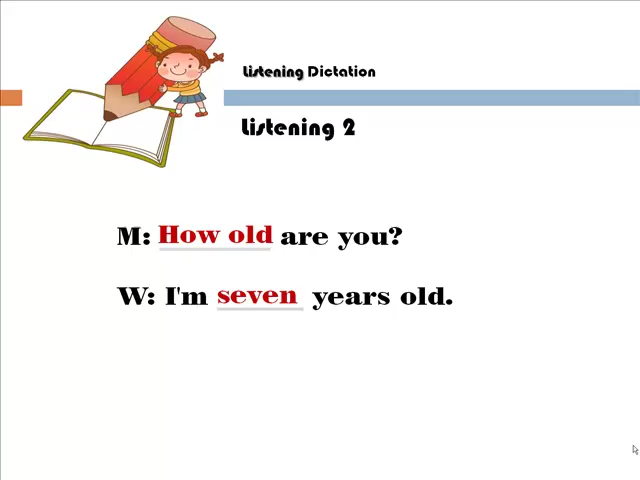 Listening Dictation
Listening 2
M: How old are you?
W: I'm seven years old.